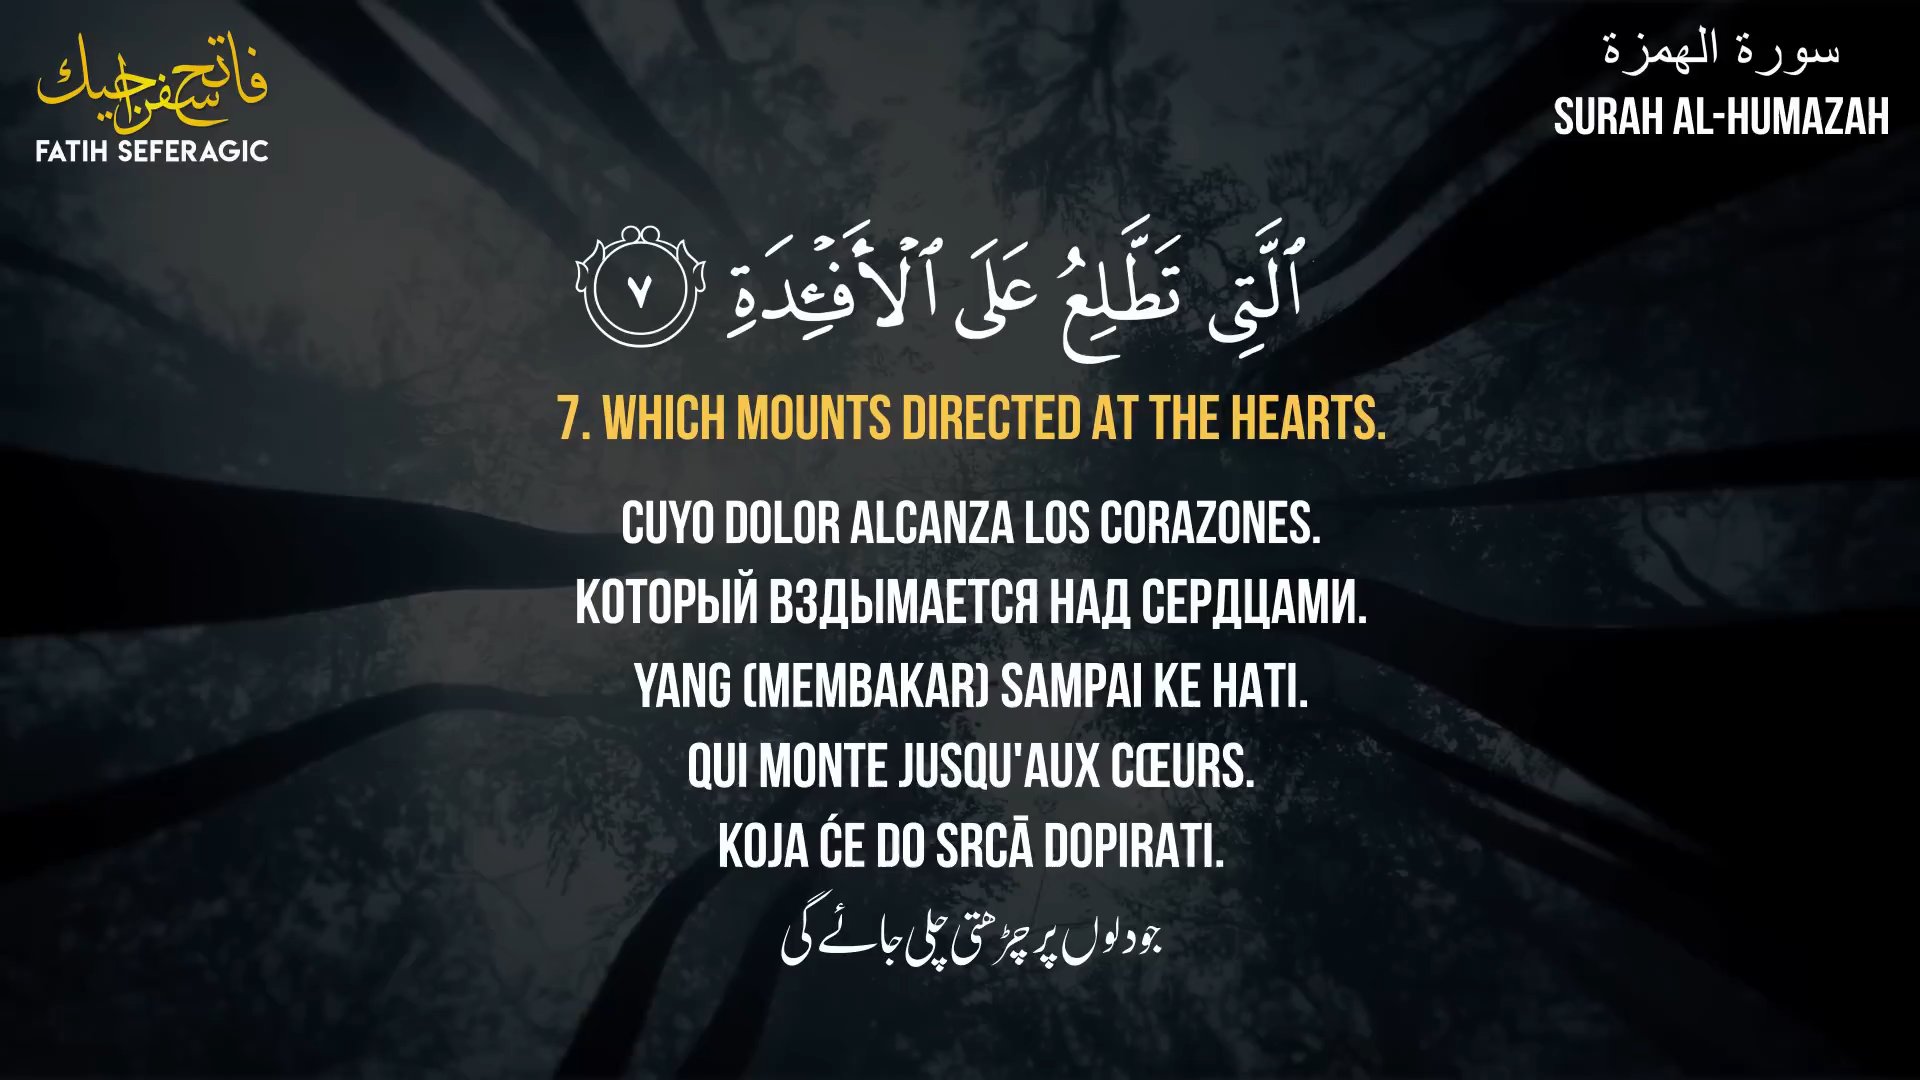 فاتح سفراجيك
FATIH SEFERAGIC
سورة الهمزة
SURAH AL-HUMAZAH
ٱلَّتِى تَطَّلِعُ عَلَى ٱلْأَفْـِٔدَةِ ٧
7. WHICH MOUNTS DIRECTED AT THE HEARTS.
CUYO DOLOR ALCANZA LOS CORAZONES.
КОТОРЫЙ ВЗДЫМАЕТСЯ НАД СЕРДЦАМИ.
YANG (MEMBAKAR) SAMPAI KE HATI.
QUI MONTE JUSQU'AUX CŒURS.
KOJA ĆE DO SRCĀ DOPIRATI.
جو دلوں پر چڑھتی چلی جائے گی